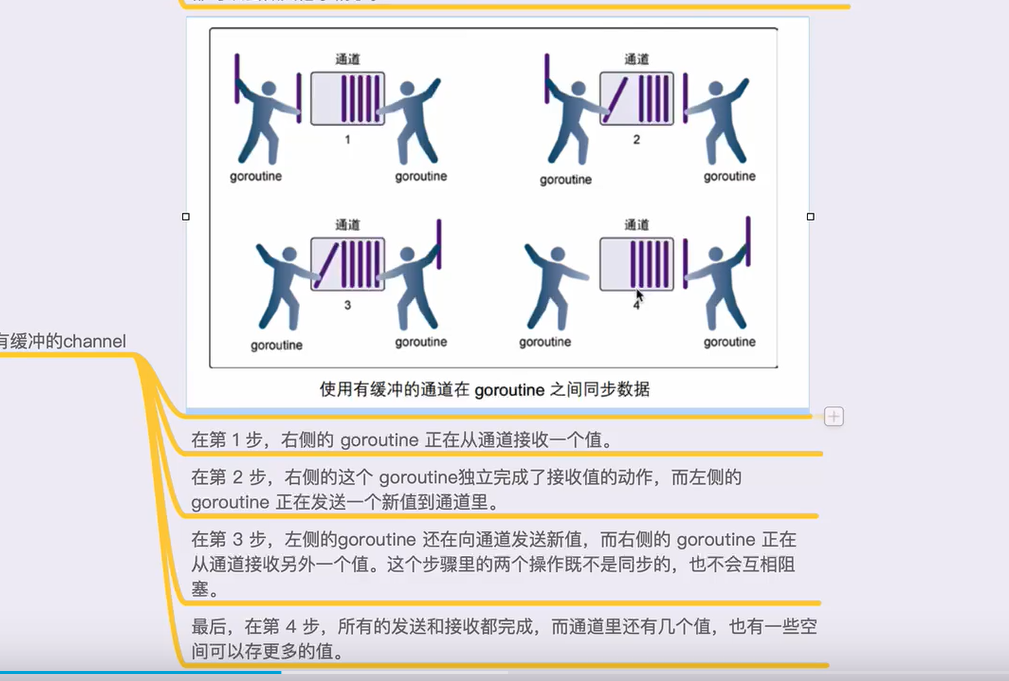 通道
通道
1
2
goroutine
goroutine
goroutine
goroutine
通道
通道
3
4
goroutine
goroutine
goroutine
goroutine
使用有缓冲的通道在 goroutine 之间同步数据
有缓冲的channel
在第 1 步，右侧的 goroutine 正在从通道接收一个值。
在第 2 步，右侧的这个 goroutine独立完成了接收值的动作，而左侧的
goroutine 正在发送一个新值到通道里。
在第 3 步，左侧的goroutine 还在向通道发送新值，而右侧的 goroutine 正在
从通道接收另外一个值。这个步骤里的两个操作既不是同步的，也不会互相阻
塞。
最后，在第 4 步，所有的发送和接收都完成，而通道里还有几个值，也有一些空
间可以存更多的值。